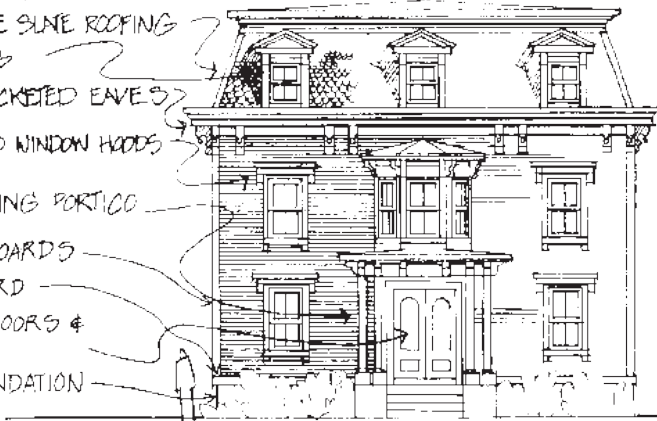 E SLATE ROOFING
S
CKETED EAVES
D WINDOW HOODS
ING PORTICO
OARDS
RD
OORS &
NDATION